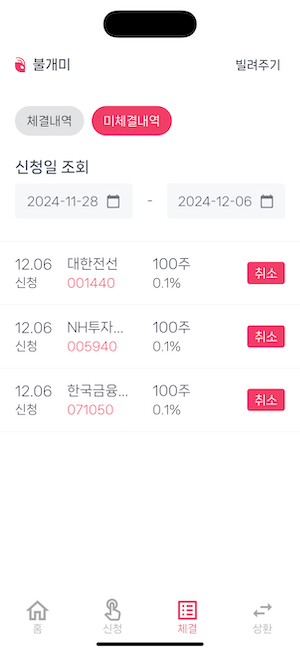 불개미 빌려주기
체결내역 미체결내역
신청일 조회
2024-11-28 - 2024-12-06
12.06 대한전선 100주 취소
신청 001440 0.1%
12.06 NH투자... 100주 취소
신청 005940 0.1%
12.06 한국금융... 100주 취소
신청 071050 0.1%
홈 신청 체결 상환